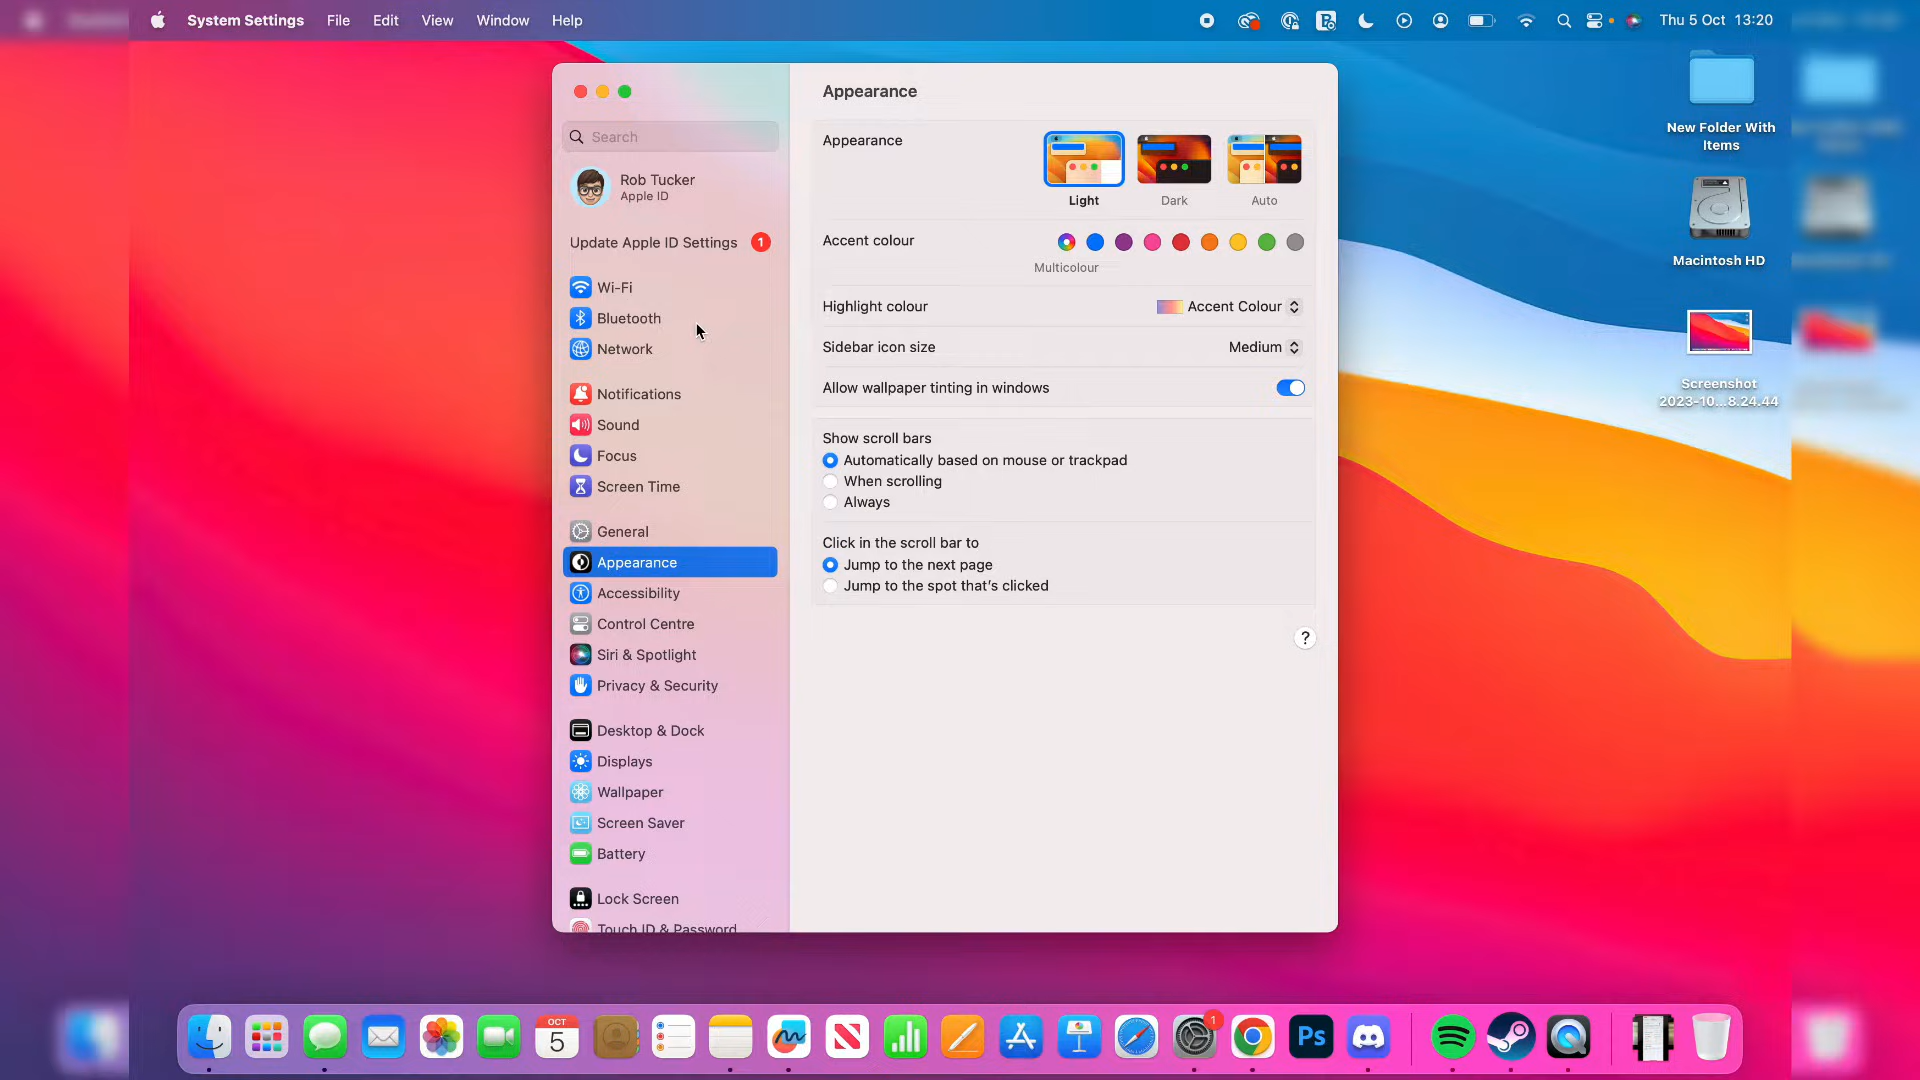 System Settings File Edit View Window Help Thu 5 Oct 13:20
Appearance
Search
Rob Tucker
Apple ID
Update Apple ID Settings 1
Wi-Fi
Bluetooth
Network
Notifications
Sound
Focus
Screen Time
General
Appearance
Accessibility
Control Centre
Siri & Spotlight
Privacy & Security
Desktop & Dock
Displays
Wallpaper
Screen Saver
Battery
Lock Screen
Touch ID & Password
Appearance
Light Dark Auto
Accent colour
Multicolour
Highlight colour Accent Colour
Sidebar icon size Medium
Allow wallpaper tinting in windows
Show scroll bars
Automatically based on mouse or trackpad
When scrolling
Always
Click in the scroll bar to
Jump to the next page
Jump to the spot that's clicked
?
New Folder With
Items
Macintosh HD
Screenshot
2023-10...8.24.44
OCT
5
1
Ps